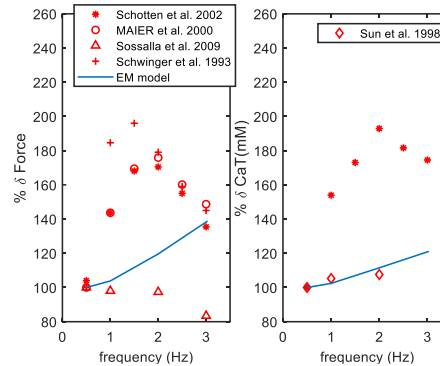 Schotten et al. 2002
MAIER et al. 2000
Sossalla et al. 2009
Schwinger et al. 1993
EM model
% δ Force
260
240
220
200
180
160
140
120
100
80
0 1 2 3
frequency (Hz)
Sun et al. 1998
% δ CaT(mM)
260
240
220
200
180
160
140
120
100
80
0 1 2 3
frequency (Hz)